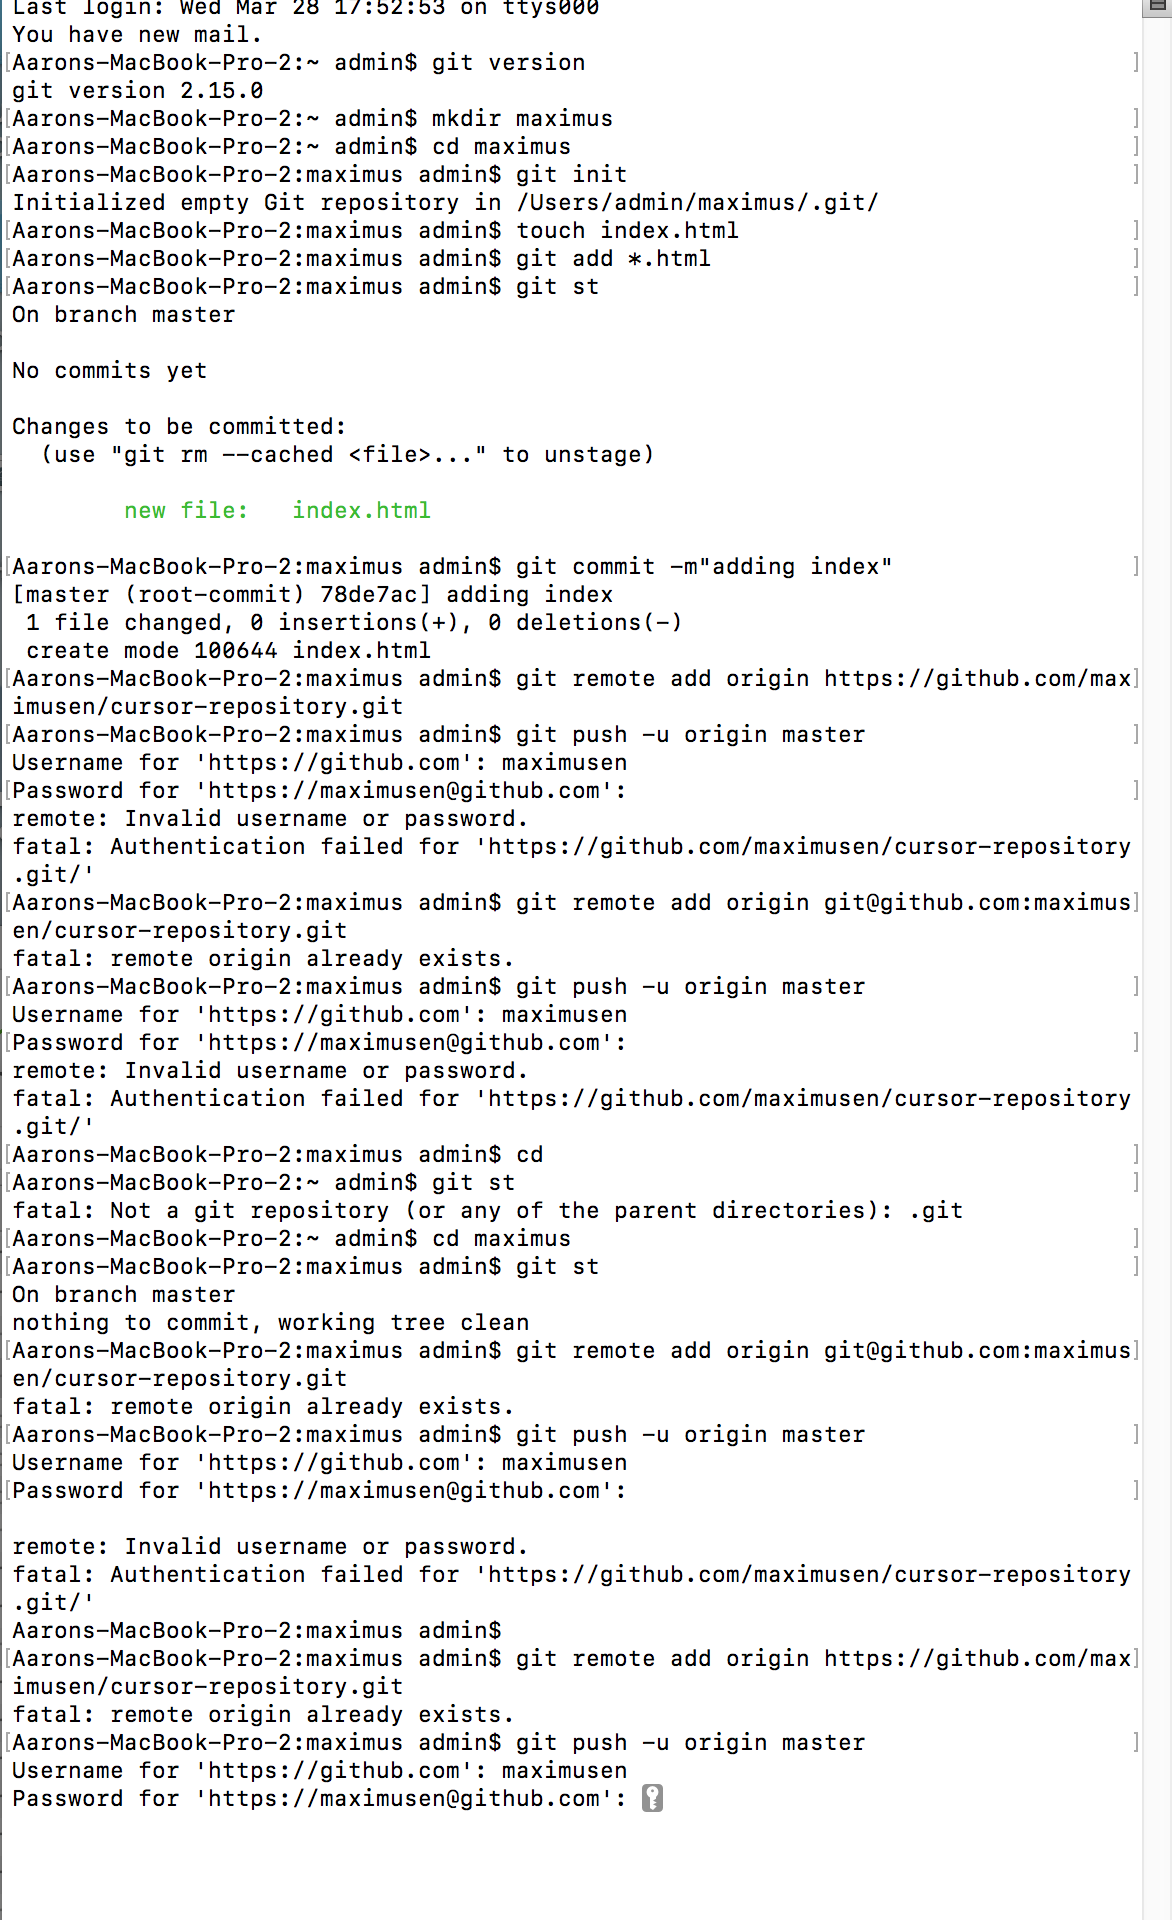 Last login: Wed Mar 28 17:52:53 on ttys000
You have new mail.
[Aarons-MacBook-Pro-2:~ admin$ git version ]
git version 2.15.0
[Aarons-MacBook-Pro-2:~ admin$ mkdir maximus ]
[Aarons-MacBook-Pro-2:~ admin$ cd maximus ]
[Aarons-MacBook-Pro-2:maximus admin$ git init ]
Initialized empty Git repository in /Users/admin/maximus/.git/
[Aarons-MacBook-Pro-2:maximus admin$ touch index.html ]
[Aarons-MacBook-Pro-2:maximus admin$ git add *.html ]
[Aarons-MacBook-Pro-2:maximus admin$ git st ]
On branch master
No commits yet
Changes to be committed:
  (use "git rm --cached <file>..." to unstage)
        new file:   index.html
[Aarons-MacBook-Pro-2:maximus admin$ git commit -m"adding index" ]
[master (root-commit) 78de7ac] adding index
 1 file changed, 0 insertions(+), 0 deletions(-)
 create mode 100644 index.html
[Aarons-MacBook-Pro-2:maximus admin$ git remote add origin https://github.com/max]
imusen/cursor-repository.git
[Aarons-MacBook-Pro-2:maximus admin$ git push -u origin master ]
Username for 'https://github.com': maximusen
[Password for 'https://maximusen@github.com': ]
remote: Invalid username or password.
fatal: Authentication failed for 'https://github.com/maximusen/cursor-repository
.git/'
[Aarons-MacBook-Pro-2:maximus admin$ git remote add origin git@github.com:maximus]
en/cursor-repository.git
fatal: remote origin already exists.
[Aarons-MacBook-Pro-2:maximus admin$ git push -u origin master ]
Username for 'https://github.com': maximusen
[Password for 'https://maximusen@github.com': ]
remote: Invalid username or password.
fatal: Authentication failed for 'https://github.com/maximusen/cursor-repository
.git/'
[Aarons-MacBook-Pro-2:maximus admin$ cd ]
[Aarons-MacBook-Pro-2:~ admin$ git st ]
fatal: Not a git repository (or any of the parent directories): .git
[Aarons-MacBook-Pro-2:~ admin$ cd maximus ]
[Aarons-MacBook-Pro-2:maximus admin$ git st ]
On branch master
nothing to commit, working tree clean
[Aarons-MacBook-Pro-2:maximus admin$ git remote add origin git@github.com:maximus]
en/cursor-repository.git
fatal: remote origin already exists.
[Aarons-MacBook-Pro-2:maximus admin$ git push -u origin master ]
Username for 'https://github.com': maximusen
[Password for 'https://maximusen@github.com': ]
remote: Invalid username or password.
fatal: Authentication failed for 'https://github.com/maximusen/cursor-repository
.git/'
Aarons-MacBook-Pro-2:maximus admin$
[Aarons-MacBook-Pro-2:maximus admin$ git remote add origin https://github.com/max]
imusen/cursor-repository.git
fatal: remote origin already exists.
[Aarons-MacBook-Pro-2:maximus admin$ git push -u origin master ]
Username for 'https://github.com': maximusen
Password for 'https://maximusen@github.com':